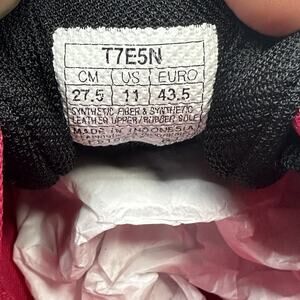 T7E5N
CM US EURO
27.5 11 43.5
SYNTHETIC FIBER & SYNTHETIC
LEATHER UPPER/RUBBER SOLE
MADE IN INDONESIA